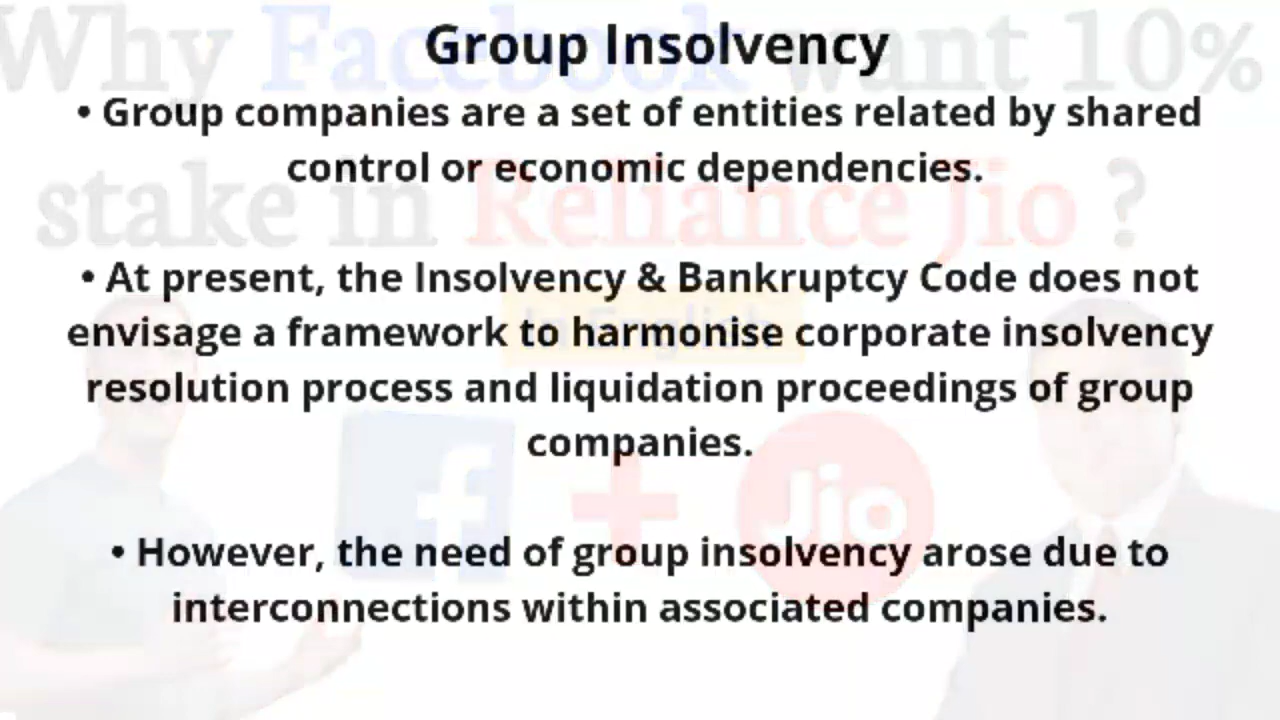 Group Insolvency
• Group companies are a set of entities related by shared
control or economic dependencies.
• At present, the Insolvency & Bankruptcy Code does not
envisage a framework to harmonise corporate insolvency
resolution process and liquidation proceedings of group
companies.
• However, the need of group insolvency arose due to
interconnections within associated companies.
Why Facebook want 10%
stake in Reliance Jio ?
In English
f + Jio